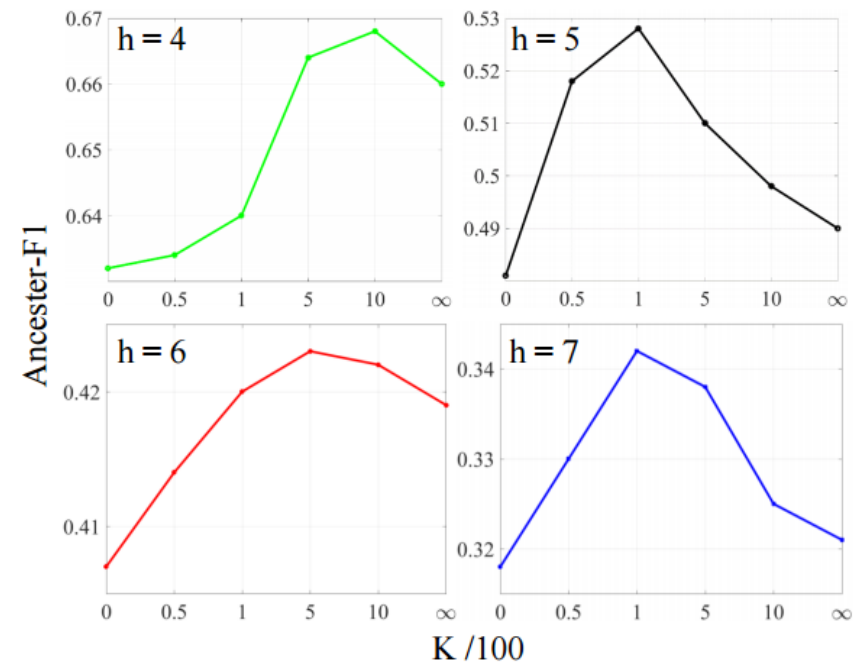 0.67
h = 4
0.66
0.65
0.64
0 0.5 1 5 10 ∞
0.53
h = 5
0.52
0.51
0.5
0.49
0 0.5 1 5 10 ∞
Ancester-F1
h = 6
0.42
0.41
0 0.5 1 5 10 ∞
h = 7
0.34
0.33
0.32
0 0.5 1 5 10 ∞
K /100